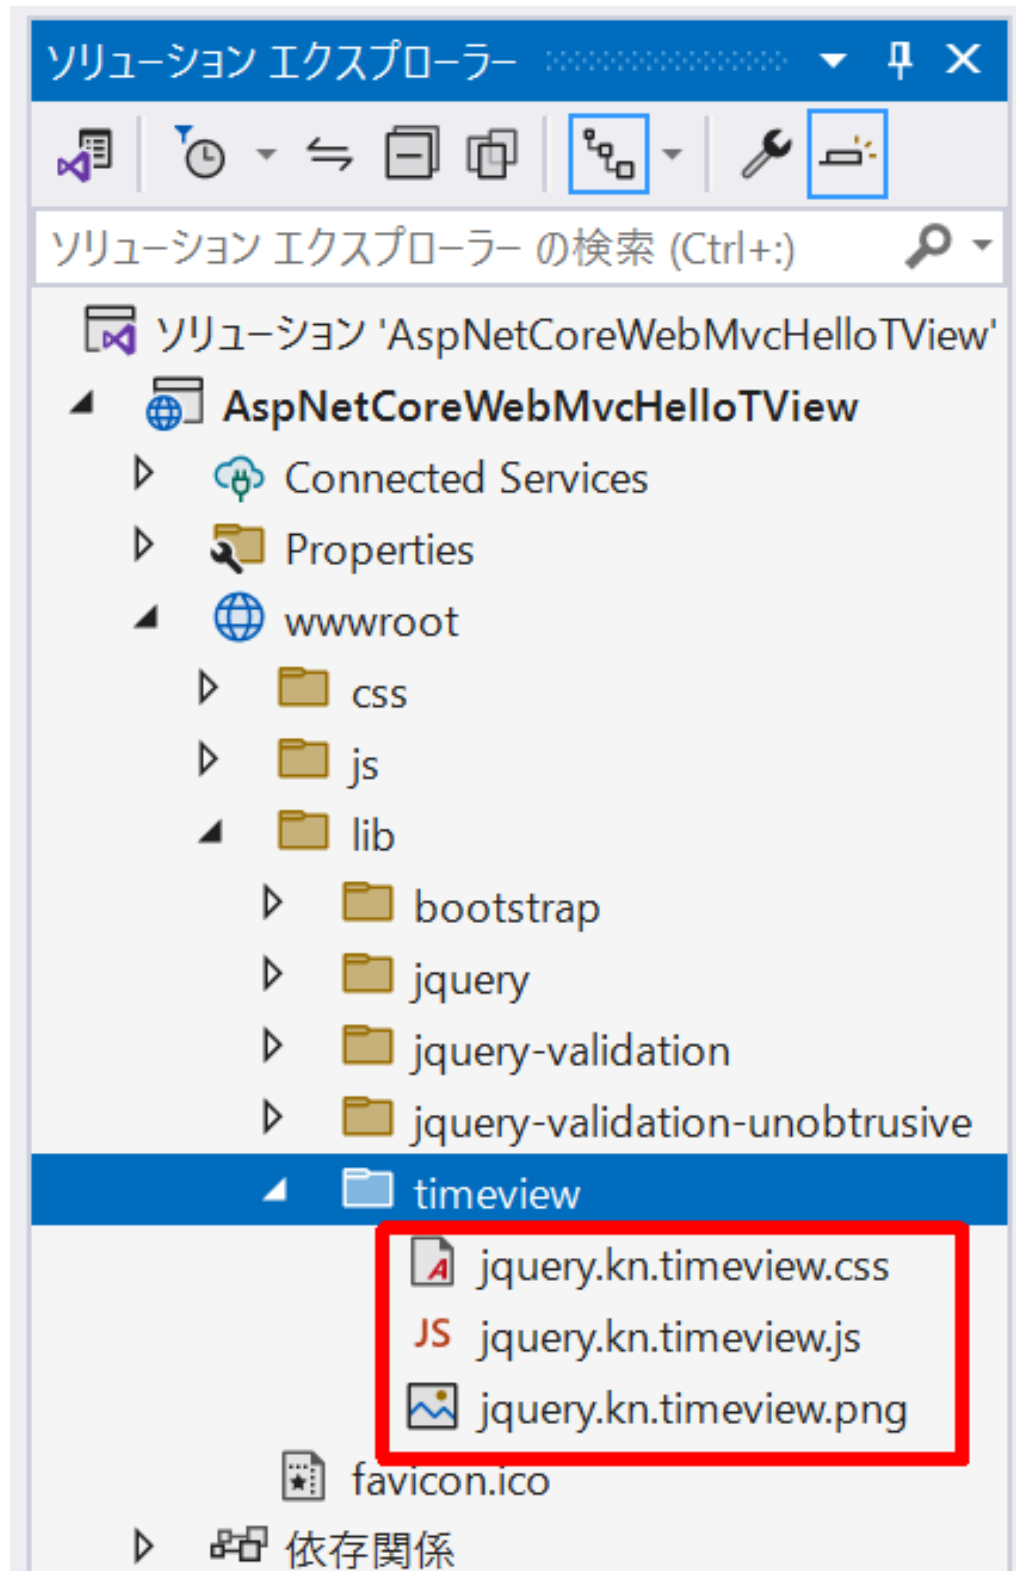 ソリューション エクスプローラー
ソリューション エクスプローラー の検索 (Ctrl+:)
ソリューション 'AspNetCoreWebMvcHelloTView'
AspNetCoreWebMvcHelloTView
Connected Services
Properties
wwwroot
css
js
lib
bootstrap
jquery
jquery-validation
jquery-validation-unobtrusive
timeview
jquery.kn.timeview.css
JS jquery.kn.timeview.js
jquery.kn.timeview.png
favicon.ico
依存関係